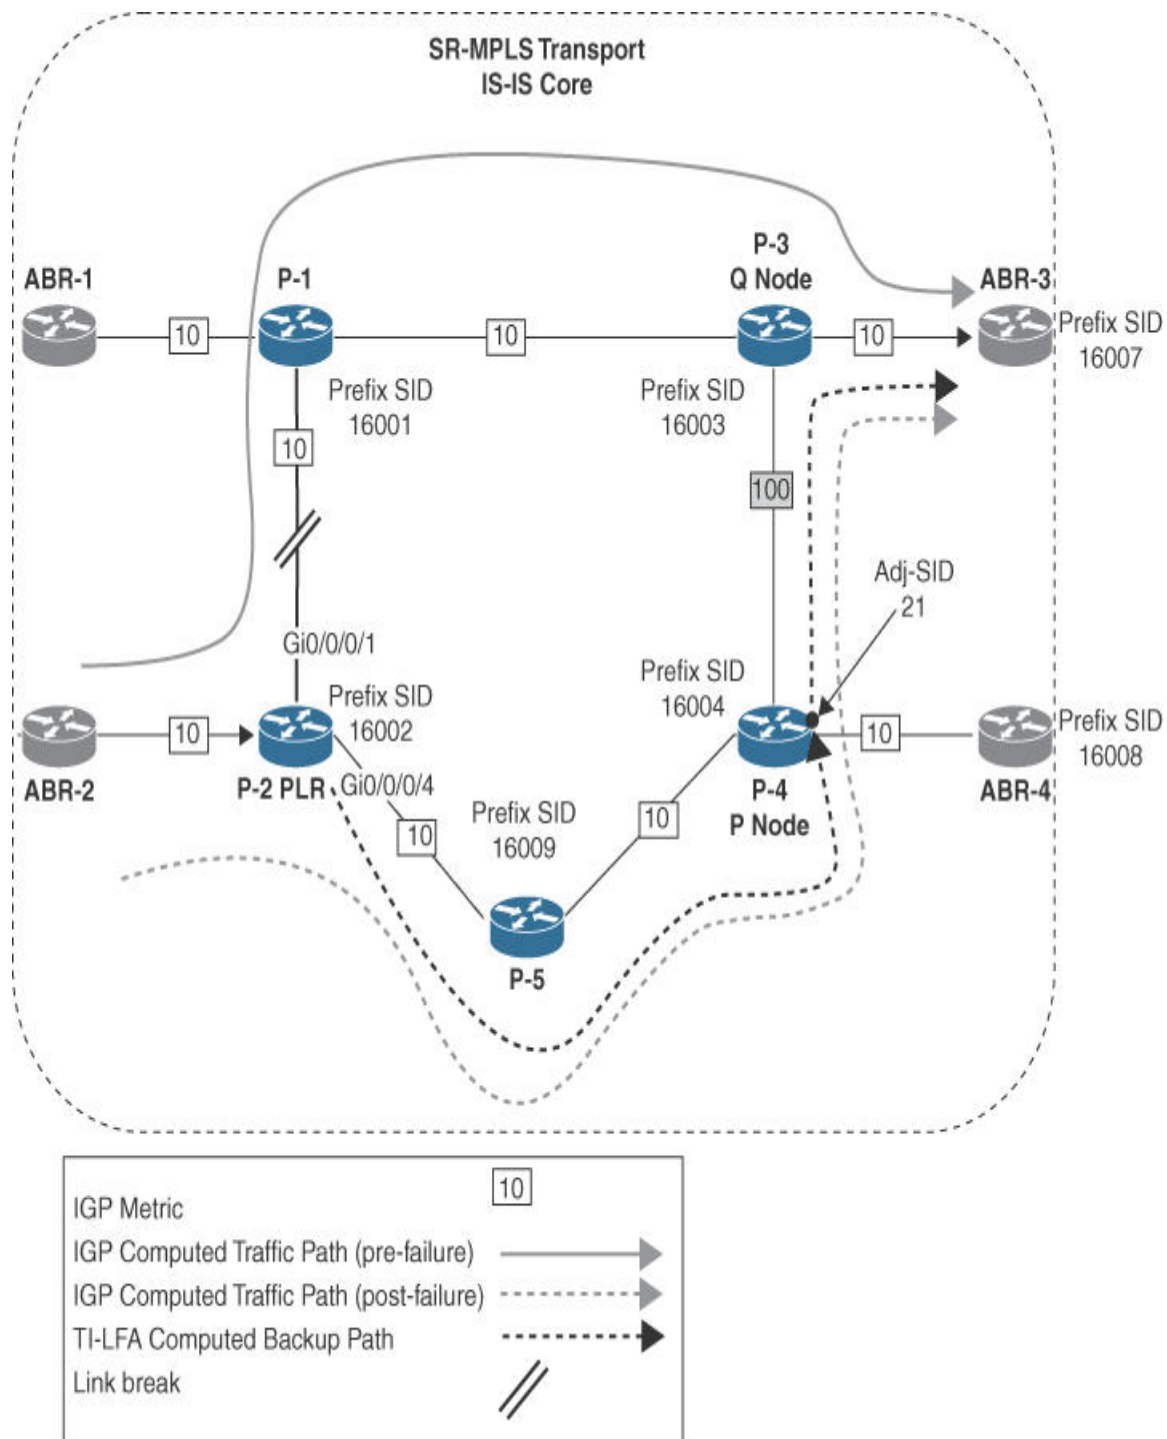 SR-MPLS Transport
IS-IS Core
P-3
Q Node
ABR-1
P-1
ABR-3
10
10
10
Prefix SID
16007
Prefix SID
16001
Prefix SID
16003
10
100
Adj-SID
21
Gi0/0/0/1
Prefix SID
16002
Prefix SID
16004
Prefix SID
16008
10
10
ABR-2
P-2 PLR
Gi0/0/0/4
P-4
P Node
ABR-4
Prefix SID
16009
10
10
P-5
IGP Metric
10
IGP Computed Traffic Path (pre-failure)
IGP Computed Traffic Path (post-failure)
TI-LFA Computed Backup Path
Link break